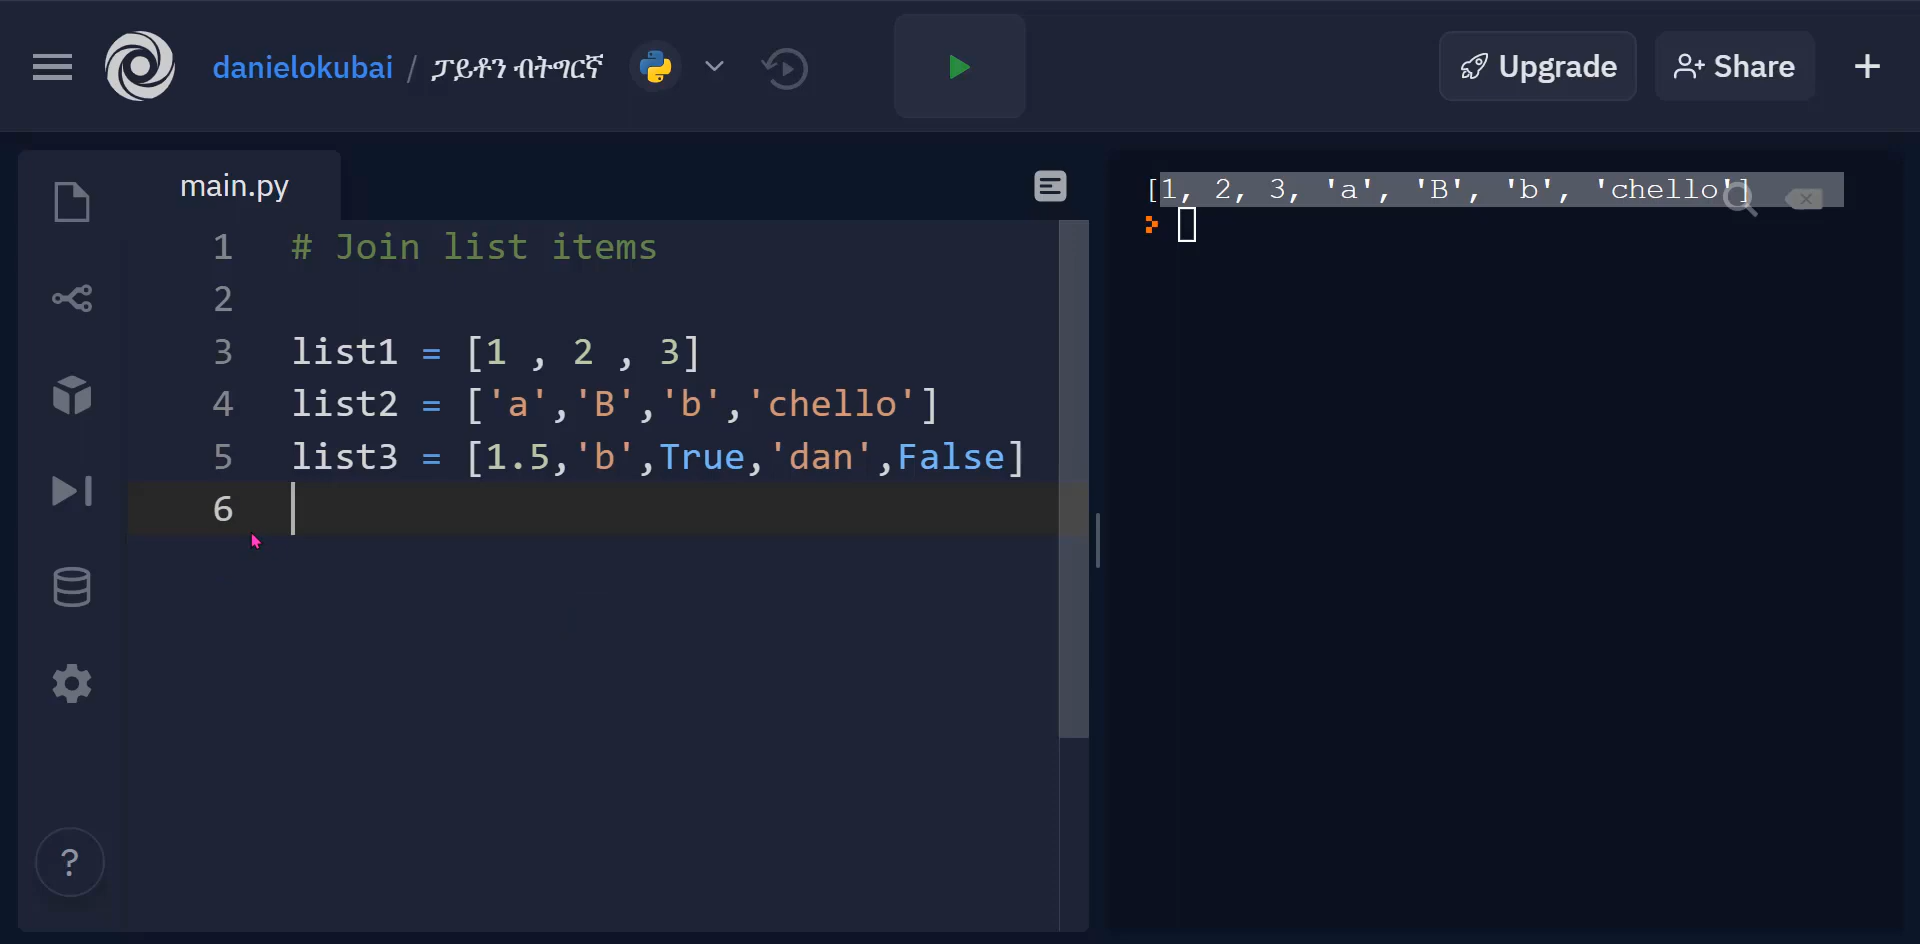 danielokubai / ፓይቶን ብትግርኛ
Upgrade
Share
main.py
1 # Join list items
2
3 list1 = [1 , 2 , 3]
4 list2 = ['a','B','b','chello']
5 list3 = [1.5,'b',True,'dan',False]
6
?
[1, 2, 3, 'a', 'B', 'b', 'chello']